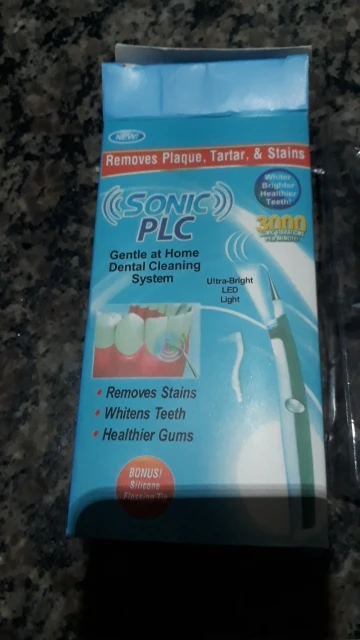 NEW!
Removes Plaque, Tartar, & Stains
Whiter
Brighter
Healthier
Teeth!
SONIC
PLC
3000
Gentle at Home
Dental Cleaning
System
Ultra-Bright
LED
Light
• Removes Stains
• Whitens Teeth
• Healthier Gums
BONUS!
Silicone
Flossing Tip